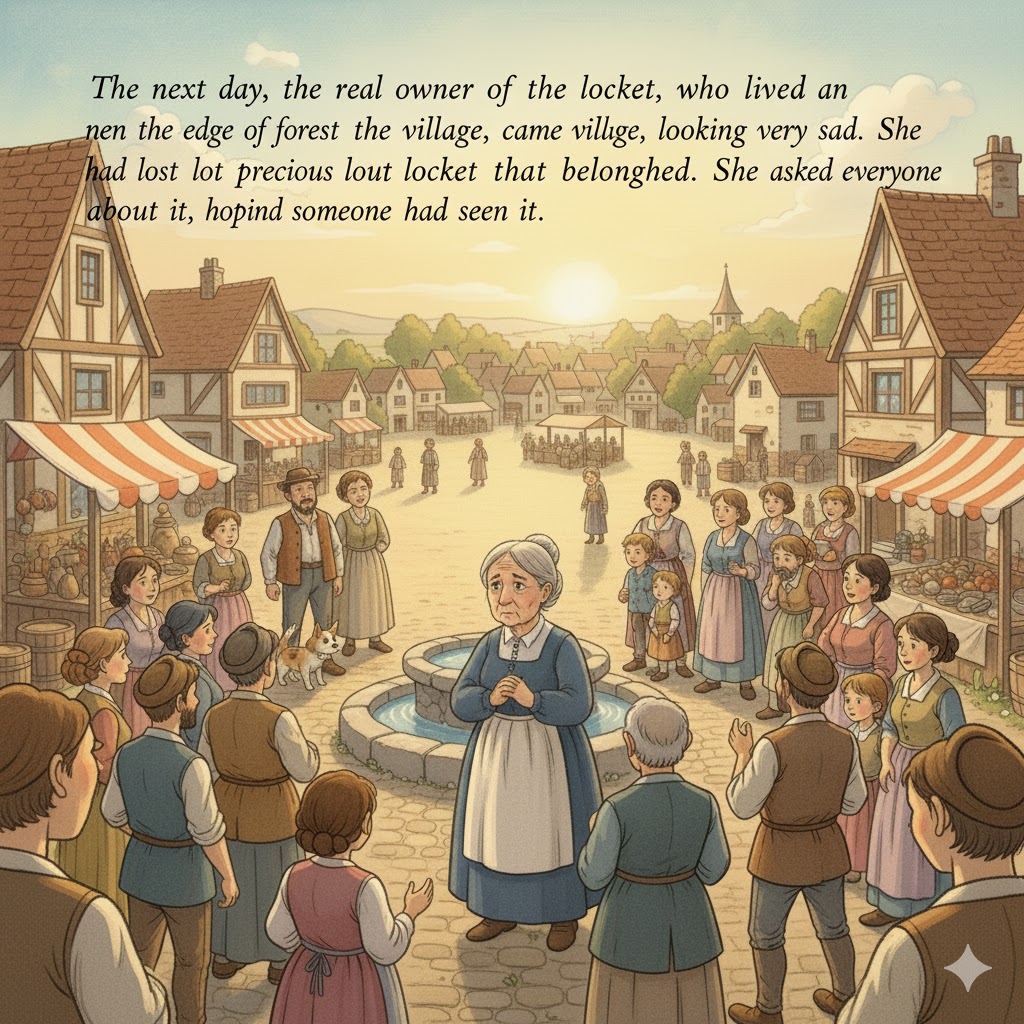 The next day, the real owner of the locket, who lived an
nen the edge of forest the village, came villıge, looking very sad. She
had lost lot precious lout locket that belonghed. She asked everyone
about it, hopind someone had seen it.